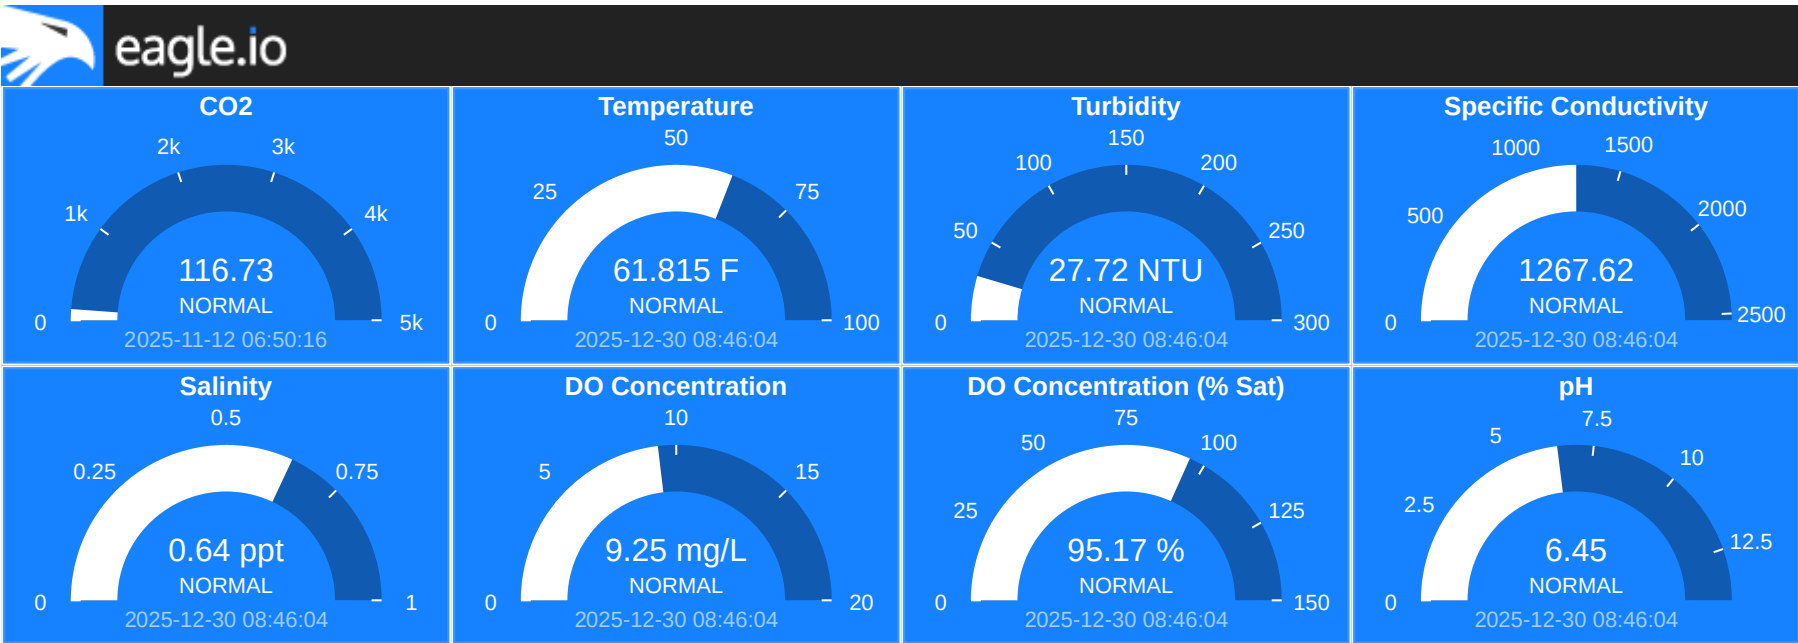 eagle.io
CO2
0
1k
2k
3k
4k
5k
116.73
NORMAL
2025-11-12 06:50:16
Temperature
0
25
50
75
100
61.815 F
NORMAL
2025-12-30 08:46:04
Turbidity
0
50
100
150
200
250
300
27.72 NTU
NORMAL
2025-12-30 08:46:04
Specific Conductivity
0
500
1000
1500
2000
2500
1267.62
NORMAL
2025-12-30 08:46:04
Salinity
0
0.25
0.5
0.75
1
0.64 ppt
NORMAL
2025-12-30 08:46:04
DO Concentration
0
5
10
15
20
9.25 mg/L
NORMAL
2025-12-30 08:46:04
DO Concentration (% Sat)
0
25
50
75
100
125
150
95.17 %
NORMAL
2025-12-30 08:46:04
pH
0
2.5
5
7.5
10
12.5
6.45
NORMAL
2025-12-30 08:46:04